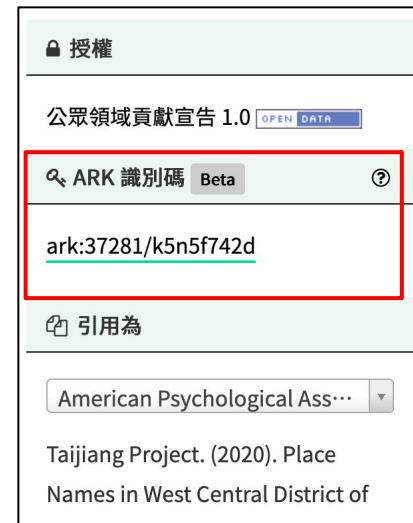 授權
公眾領域貢獻宣告 1.0 OPEN DATA
ARK 識別碼 Beta
ark:37281/k5n5f742d
引用為
American Psychological Ass…
Taijiang Project. (2020). Place
Names in West Central District of